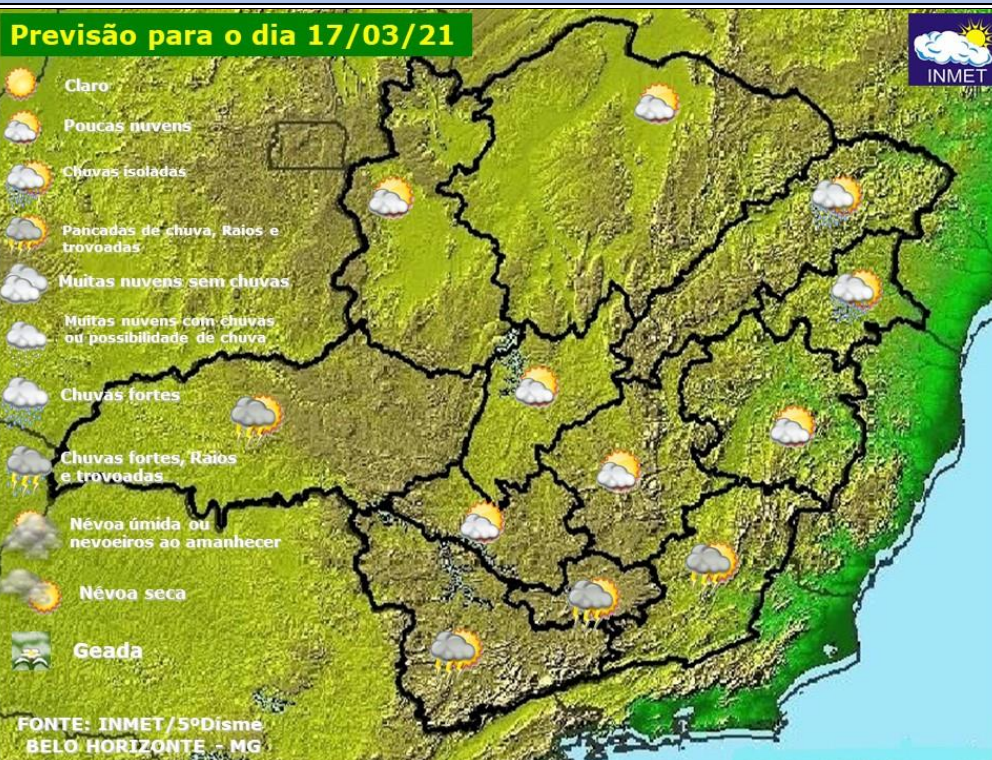 Previsão para o dia 17/03/21
INMET
Claro
Poucas nuvens
Chuvas isoladas
Pancadas de chuva, Raios e
trovoadas
Muitas nuvens sem chuvas
Muitas nuvens com chuvas
ou possibilidade de chuva
Chuvas fortes
Chuvas fortes, Raios
e trovoadas
Névoa úmida ou
nevoeiros ao amanhecer
Névoa seca
Geada
FONTE: INMET/5ºDisme
BELO HORIZONTE - MG